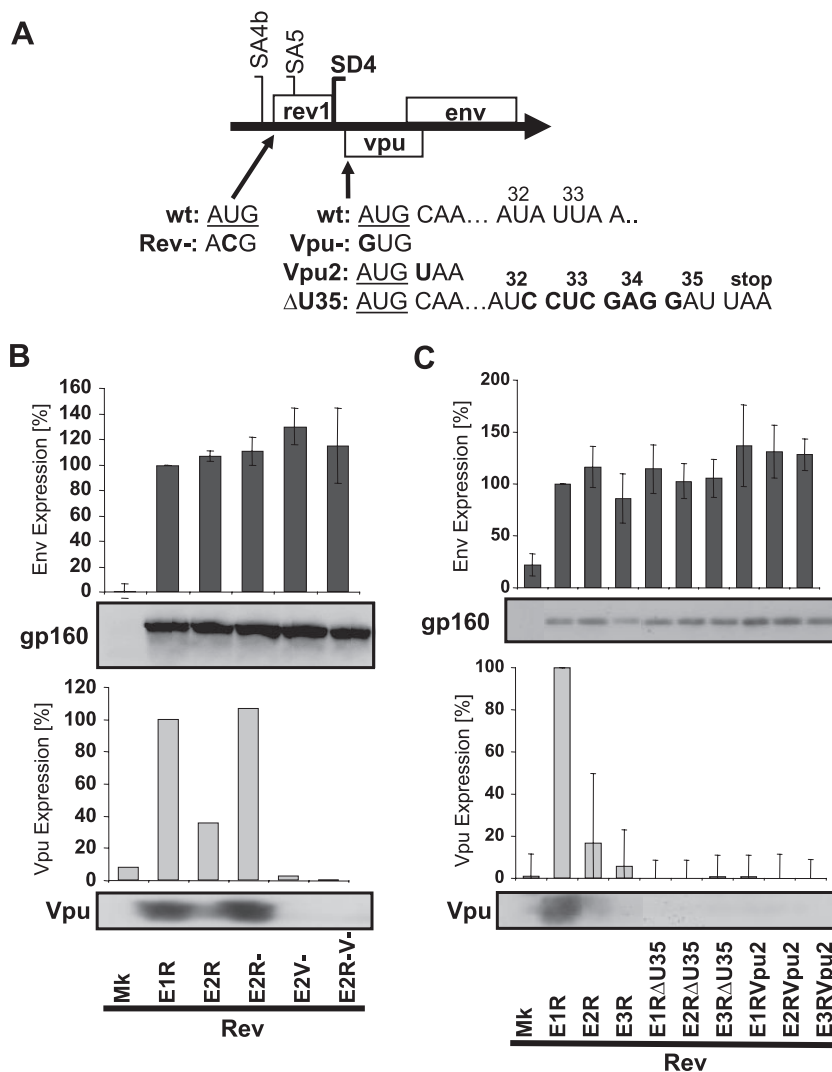 A
SA4b
SA5
SD4
rev1
env
vpu
32 33
wt: AUG
wt: AUG CAA... AUA UUA A..
Rev-: ACG
Vpu-: GUG
Vpu2: AUG UAA
32 33 34 35 stop
ΔU35: AUG CAA...AUC CUC GAG GAU UAA
B
Env Expression [%]
160
140
120
100
80
60
40
20
0
gp160
Vpu Expression [%]
120
100
80
60
40
20
0
Vpu
Mk
E1R
E2R
E2R-
E2V-
E2R-V-
Rev
C
Env Expression [%]
200
150
100
50
0
gp160
Vpu Expression [%]
100
80
60
40
20
0
Vpu
Mk
E1R
E2R
E3R
E1RΔU35
E2RΔU35
E3RΔU35
E1RVpu2
E2RVpu2
E3RVpu2
Rev